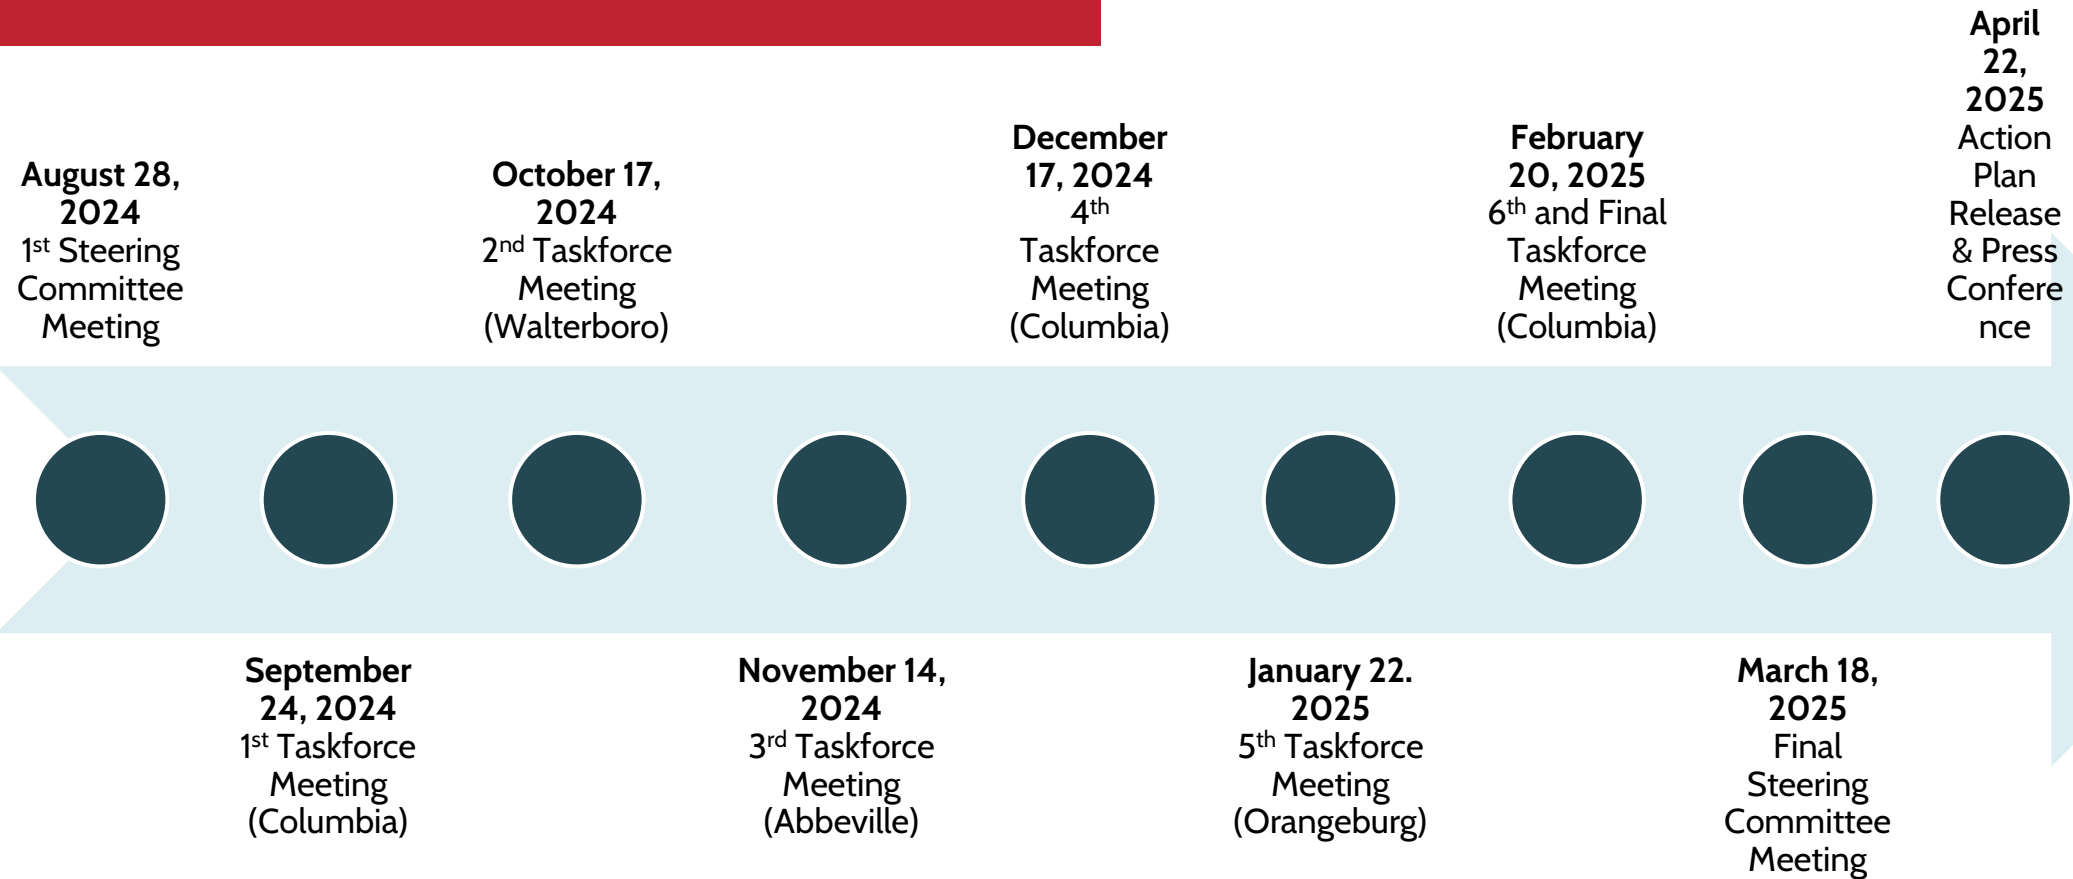 August 28,
2024
1st Steering
Committee
Meeting
September
24, 2024
1st Taskforce
Meeting
(Columbia)
October 17,
2024
2nd Taskforce
Meeting
(Walterboro)
November 14,
2024
3rd Taskforce
Meeting
(Abbeville)
December
17, 2024
4th
Taskforce
Meeting
(Columbia)
January 22.
2025
5th Taskforce
Meeting
(Orangeburg)
February
20, 2025
6th and Final
Taskforce
Meeting
(Columbia)
March 18,
2025
Final
Steering
Committee
Meeting
April
22,
2025
Action
Plan
Release
& Press
Confere
nce